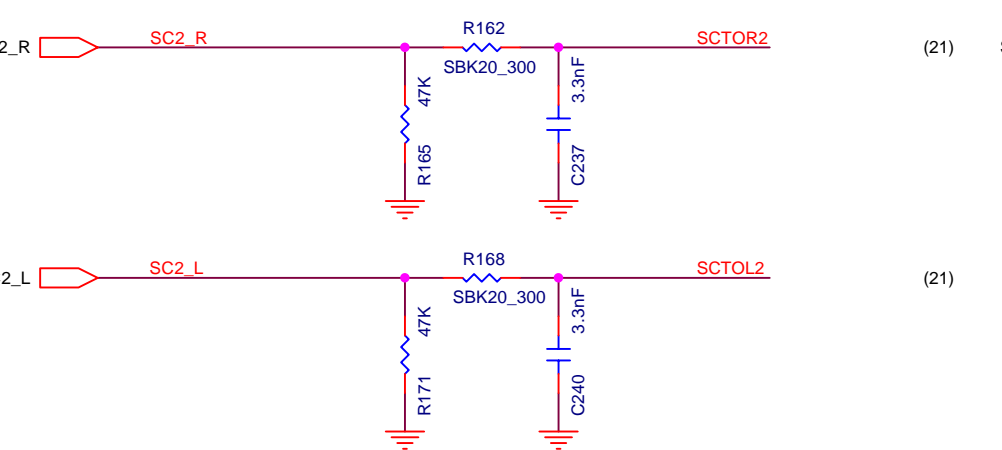 R162
2_R SC2_R SCTOR2 (21)
SBK20_300
47K
3.3nF
R165
C237
R168
2_L SC2_L SCTOL2 (21)
SBK20_300
47K
3.3nF
R171
C240